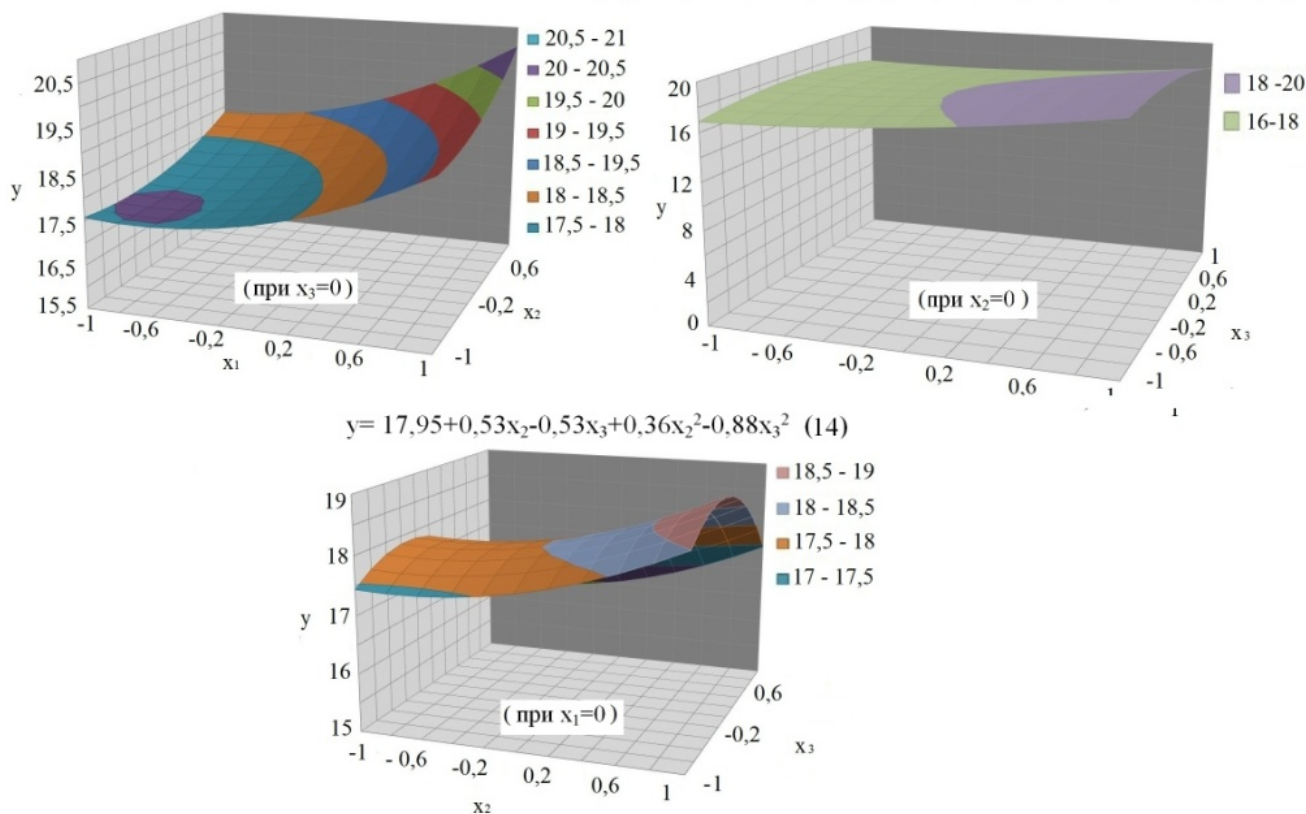 20,5
19,5
18,5
y
17,5
16,5
15,5
-1
-0,6
-0,2
0,2
0,6
1
x₁
-1
-0,2
0,6
x₂
(при x₃=0)
20,5 - 21
20 - 20,5
19,5 - 20
19 - 19,5
18,5 - 19,5
18 - 18,5
17,5 - 18
20
16
12
y
8
4
0
-1
- 0,6
-0,2
0,2
0,6
1
-1
- 0,6
-0,2
0,2
0,6
1
x₃
(при x₂=0)
18 -20
16-18
1
y= 17,95+0,53x₂-0,53x₃+0,36x₂²-0,88x₃² (14)
19
18
y
17
16
15
-1
- 0,6
-0,2
0,2
0,6
1
x₂
-1
-0,2
0,6
x₃
( при x₁=0)
18,5 - 19
18 - 18,5
17,5 - 18
17 - 17,5